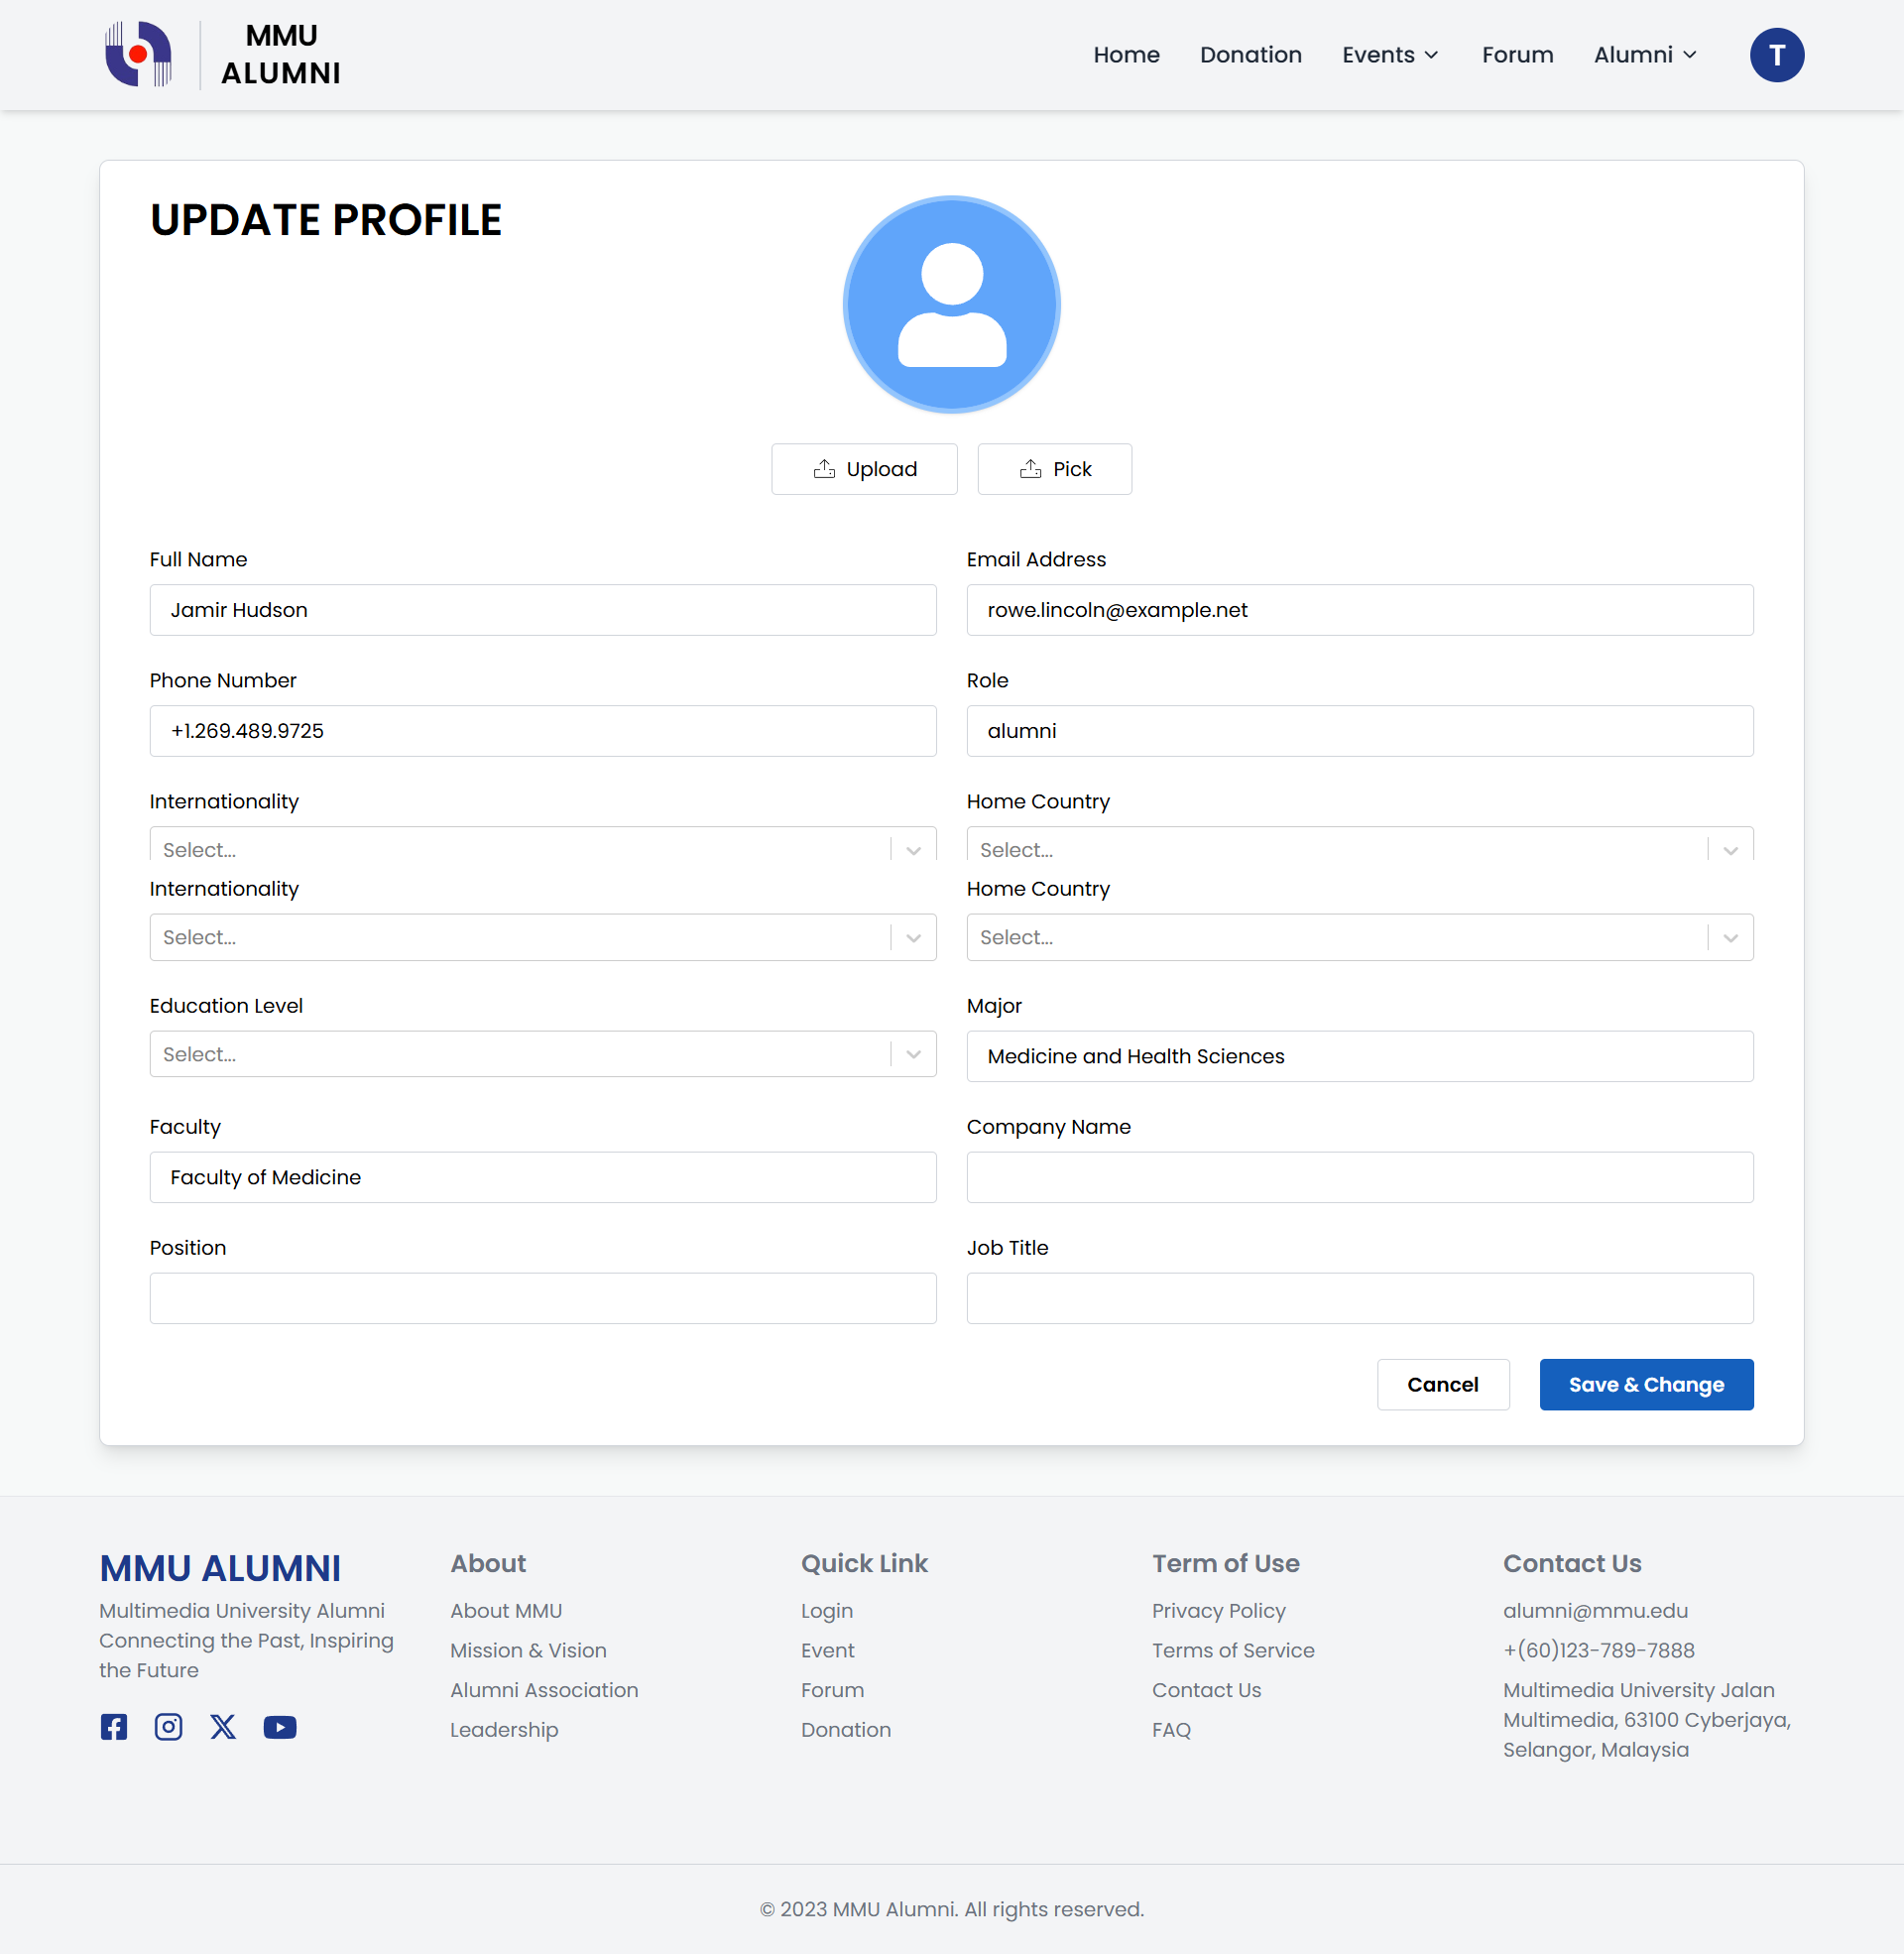 MMU
ALUMNI
Home Donation Events Forum Alumni T
UPDATE PROFILE
Upload Pick
Full Name Email Address
Jamir Hudson rowe.lincoln@example.net
Phone Number Role
+1.269.489.9725 alumni
Internationality Home Country
Select... Select...
Internationality Home Country
Select... Select...
Education Level Major
Select... Medicine and Health Sciences
Faculty Company Name
Faculty of Medicine
Position Job Title
Cancel Save & Change
MMU ALUMNI
Multimedia University Alumni
Connecting the Past, Inspiring
the Future
About
About MMU
Mission & Vision
Alumni Association
Leadership
Quick Link
Login
Event
Forum
Donation
Term of Use
Privacy Policy
Terms of Service
Contact Us
FAQ
Contact Us
alumni@mmu.edu
+(60)123-789-7888
Multimedia University Jalan
Multimedia, 63100 Cyberjaya,
Selangor, Malaysia
© 2023 MMU Alumni. All rights reserved.